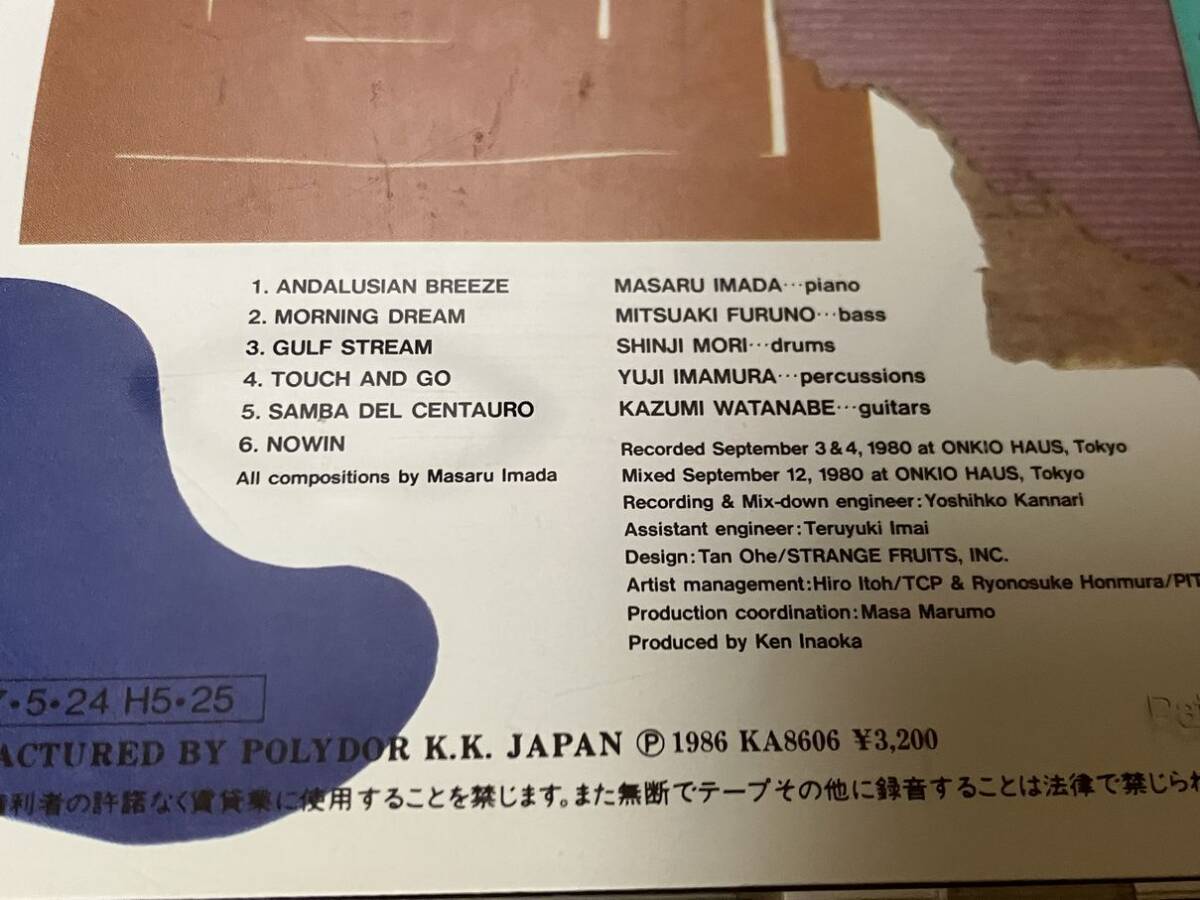 1. ANDALUSIAN BREEZE
2. MORNING DREAM
3. GULF STREAM
4. TOUCH AND GO
5. SAMBA DEL CENTAURO
6. NOWIN
All compositions by Masaru Imada
MASARU IMADA…piano
MITSUAKI FURUNO…bass
SHINJI MORI…drums
YUJI IMAMURA…percussions
KAZUMI WATANABE…guitars
Recorded September 3 & 4, 1980 at ONKIO HAUS, Tokyo
Mixed September 12, 1980 at ONKIO HAUS, Tokyo
Recording & Mix-down engineer: Yoshihko Kannari
Assistant engineer: Teruyuki Imai
Design: Tan Ohe/STRANGE FRUITS, INC.
Artist management: Hiro Itoh/TCP & Ryonosuke Honmura/PIT
Production coordination: Masa Marumo
Produced by Ken Inaoka
•5•24 H5•25
ACTURED BY POLYDOR K.K. JAPAN Ⓟ 1986 KA8606 ¥3,200
利者の許諾なく賃貸業に使用することを禁じます。また無断でテープその他に録音することは法律で禁じられ